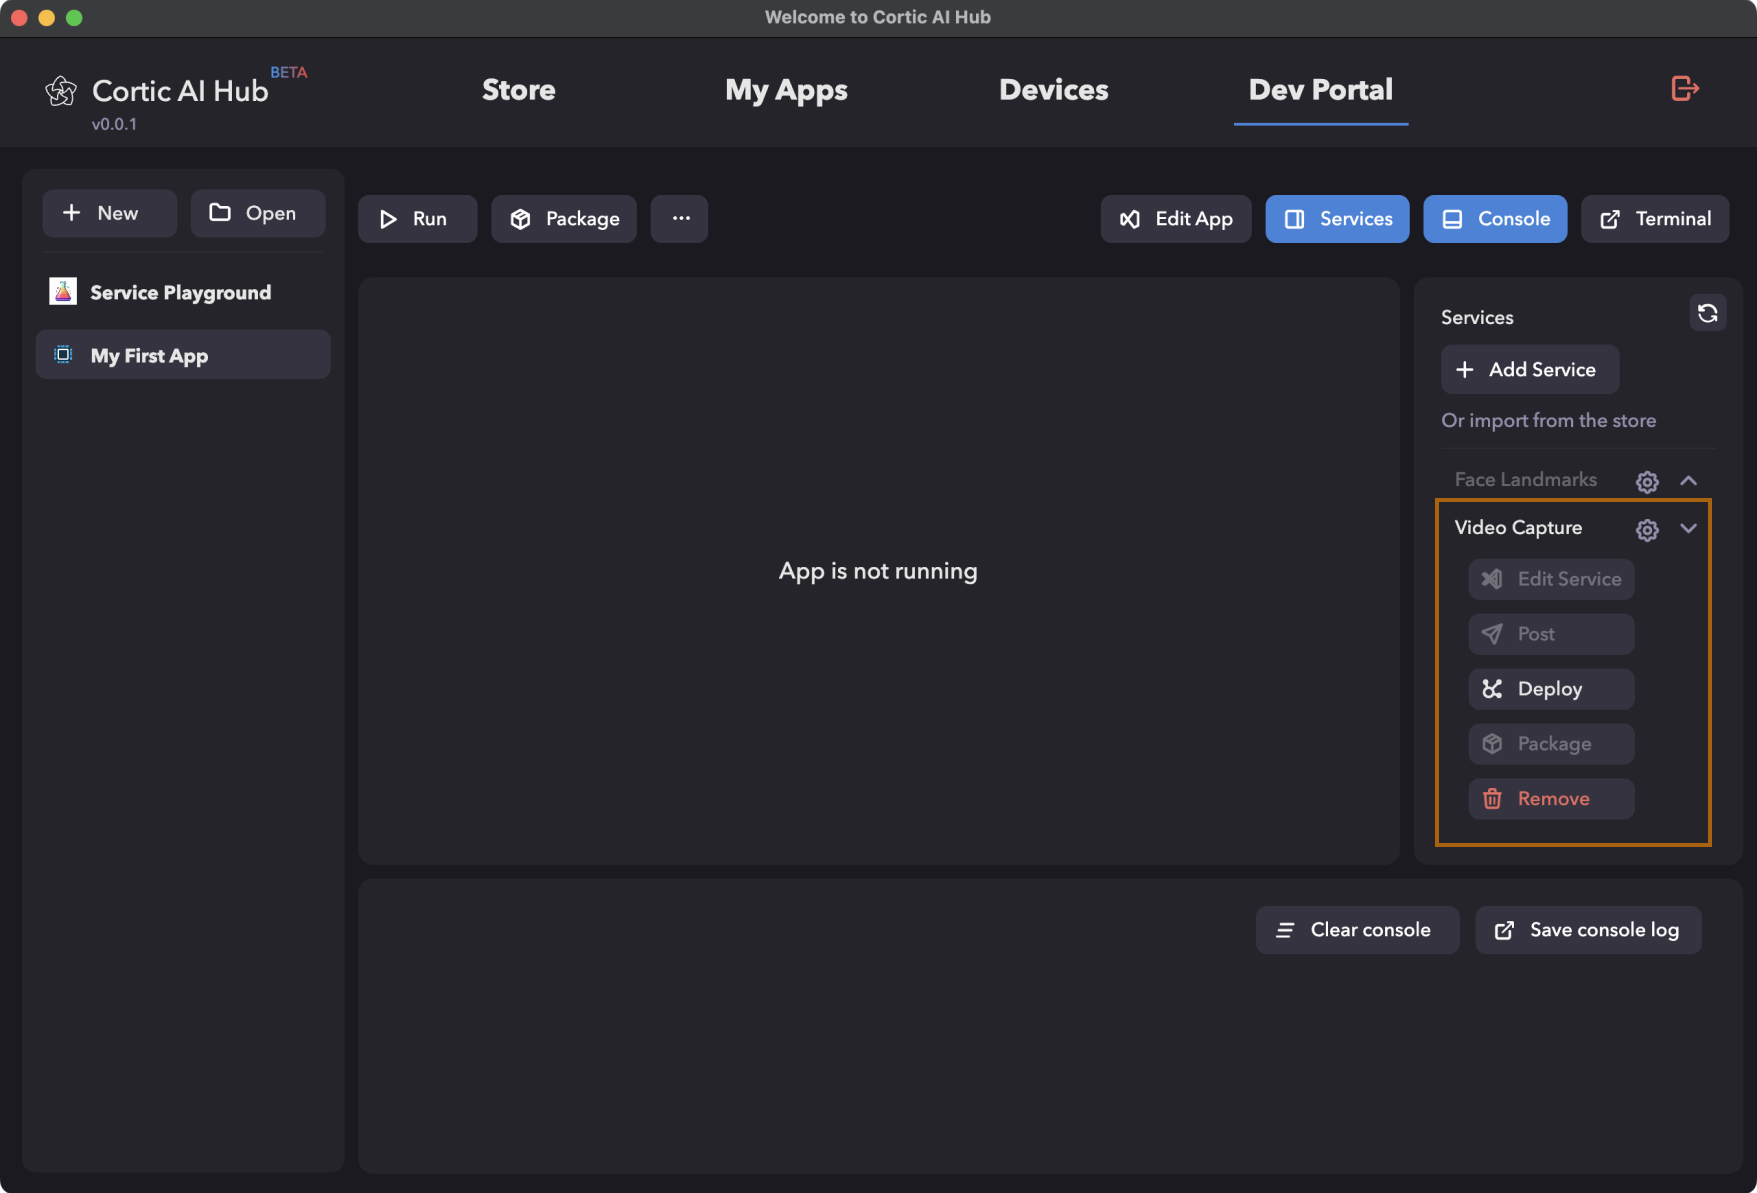 Welcome to Cortic AI Hub
Cortic AI Hub BETA
v0.0.1
Store
My Apps
Devices
Dev Portal
New
Open
Service Playground
My First App
Run
Package
Edit App
Services
Console
Terminal
App is not running
Services
Add Service
Or import from the store
Face Landmarks
Video Capture
Edit Service
Post
Deploy
Package
Remove
Clear console
Save console log